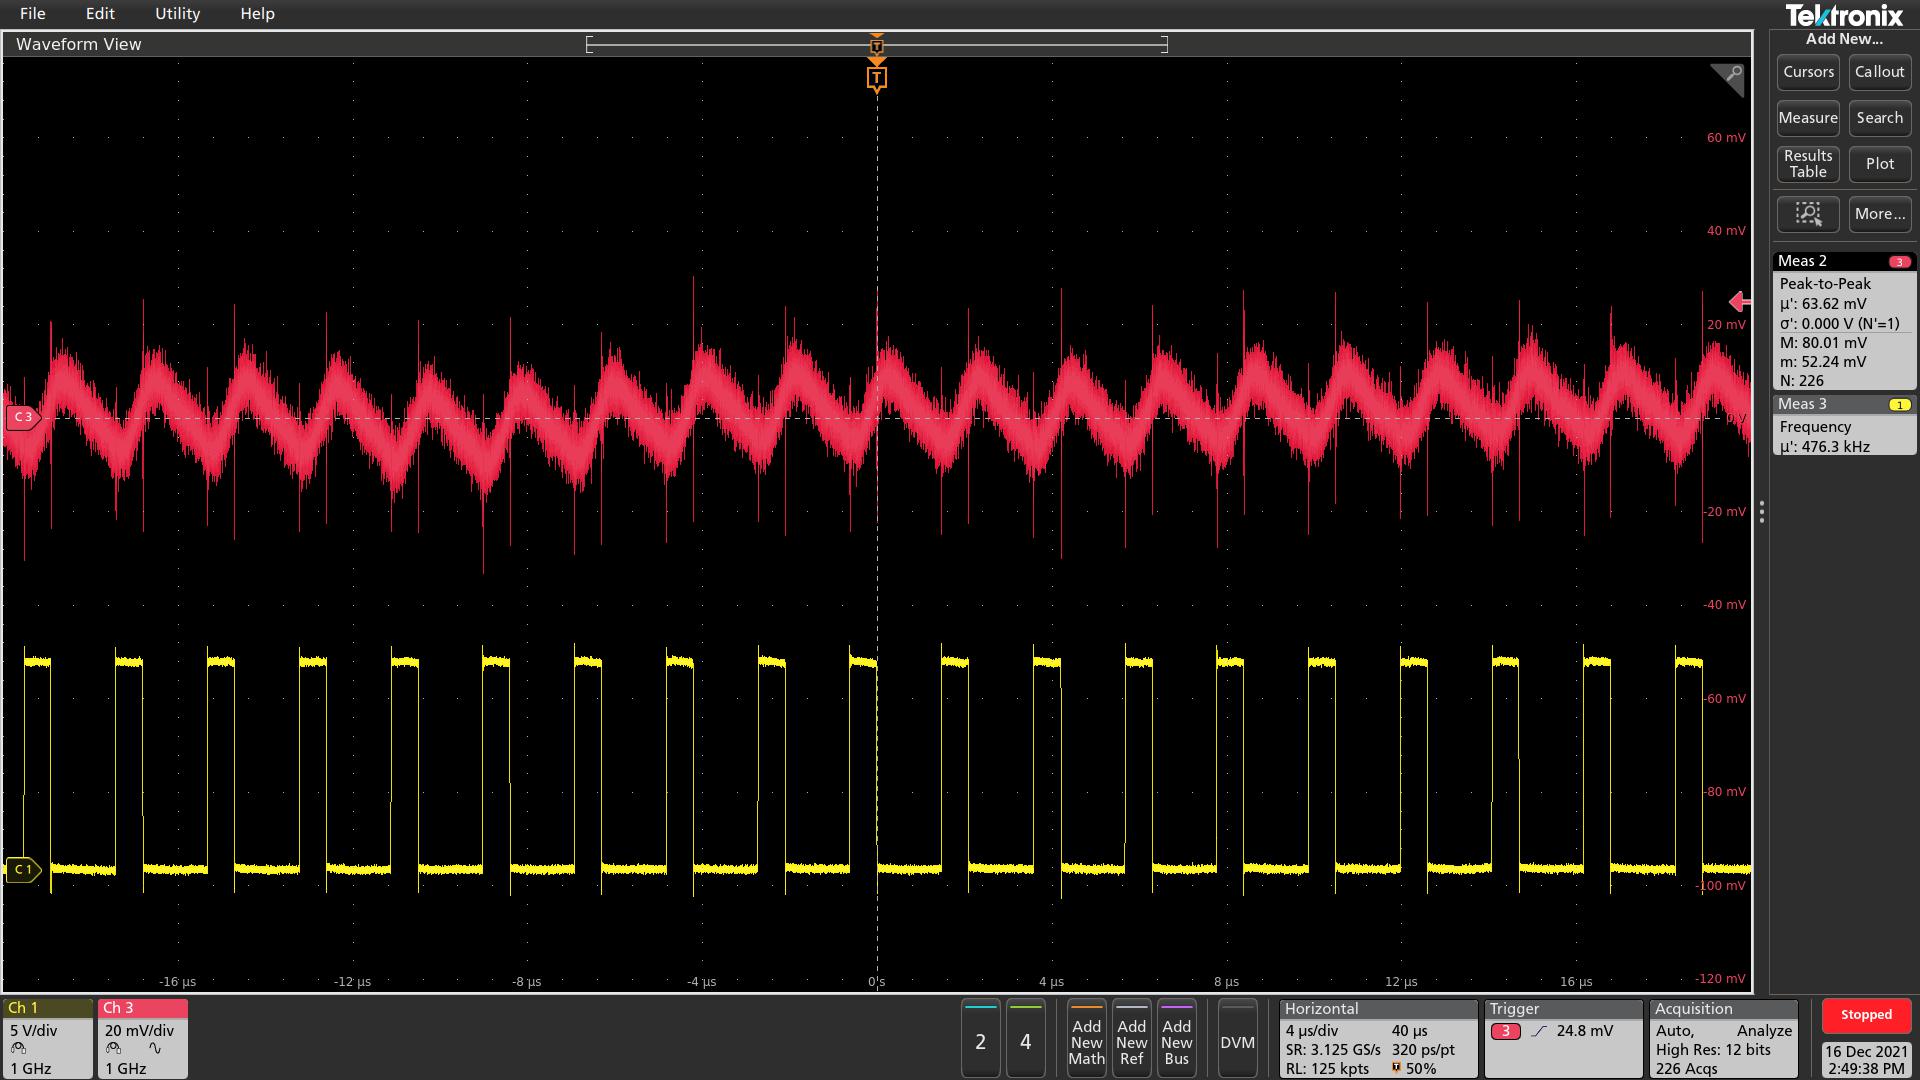 File Edit Utility Help
Tektronix
Waveform View
Add New...
T
T
Cursors Callout
Measure Search
Results Table Plot
More...
60 mV
40 mV
20 mV
0 V
-20 mV
-40 mV
-60 mV
-80 mV
-100 mV
-120 mV
C 3
C 1
-16 µs -12 µs -8 µs -4 µs 0 s 4 µs 8 µs 12 µs 16 µs
Meas 2 3
Peak-to-Peak
µ': 63.62 mV
σ': 0.000 V (N'=1)
M: 80.01 mV
m: 52.24 mV
N: 226
Meas 3 1
Frequency
µ': 476.3 kHz
Ch 1
5 V/div
1 GHz
Ch 3
20 mV/div
1 GHz
2
4
Add
New
Math
Add
New
Ref
Add
New
Bus
DVM
Horizontal
4 µs/div 40 µs
SR: 3.125 GS/s 320 ps/pt
RL: 125 kpts T 50%
Trigger
3 24.8 mV
Acquisition
Auto, Analyze
High Res: 12 bits
226 Acqs
Stopped
16 Dec 2021
2:49:38 PM